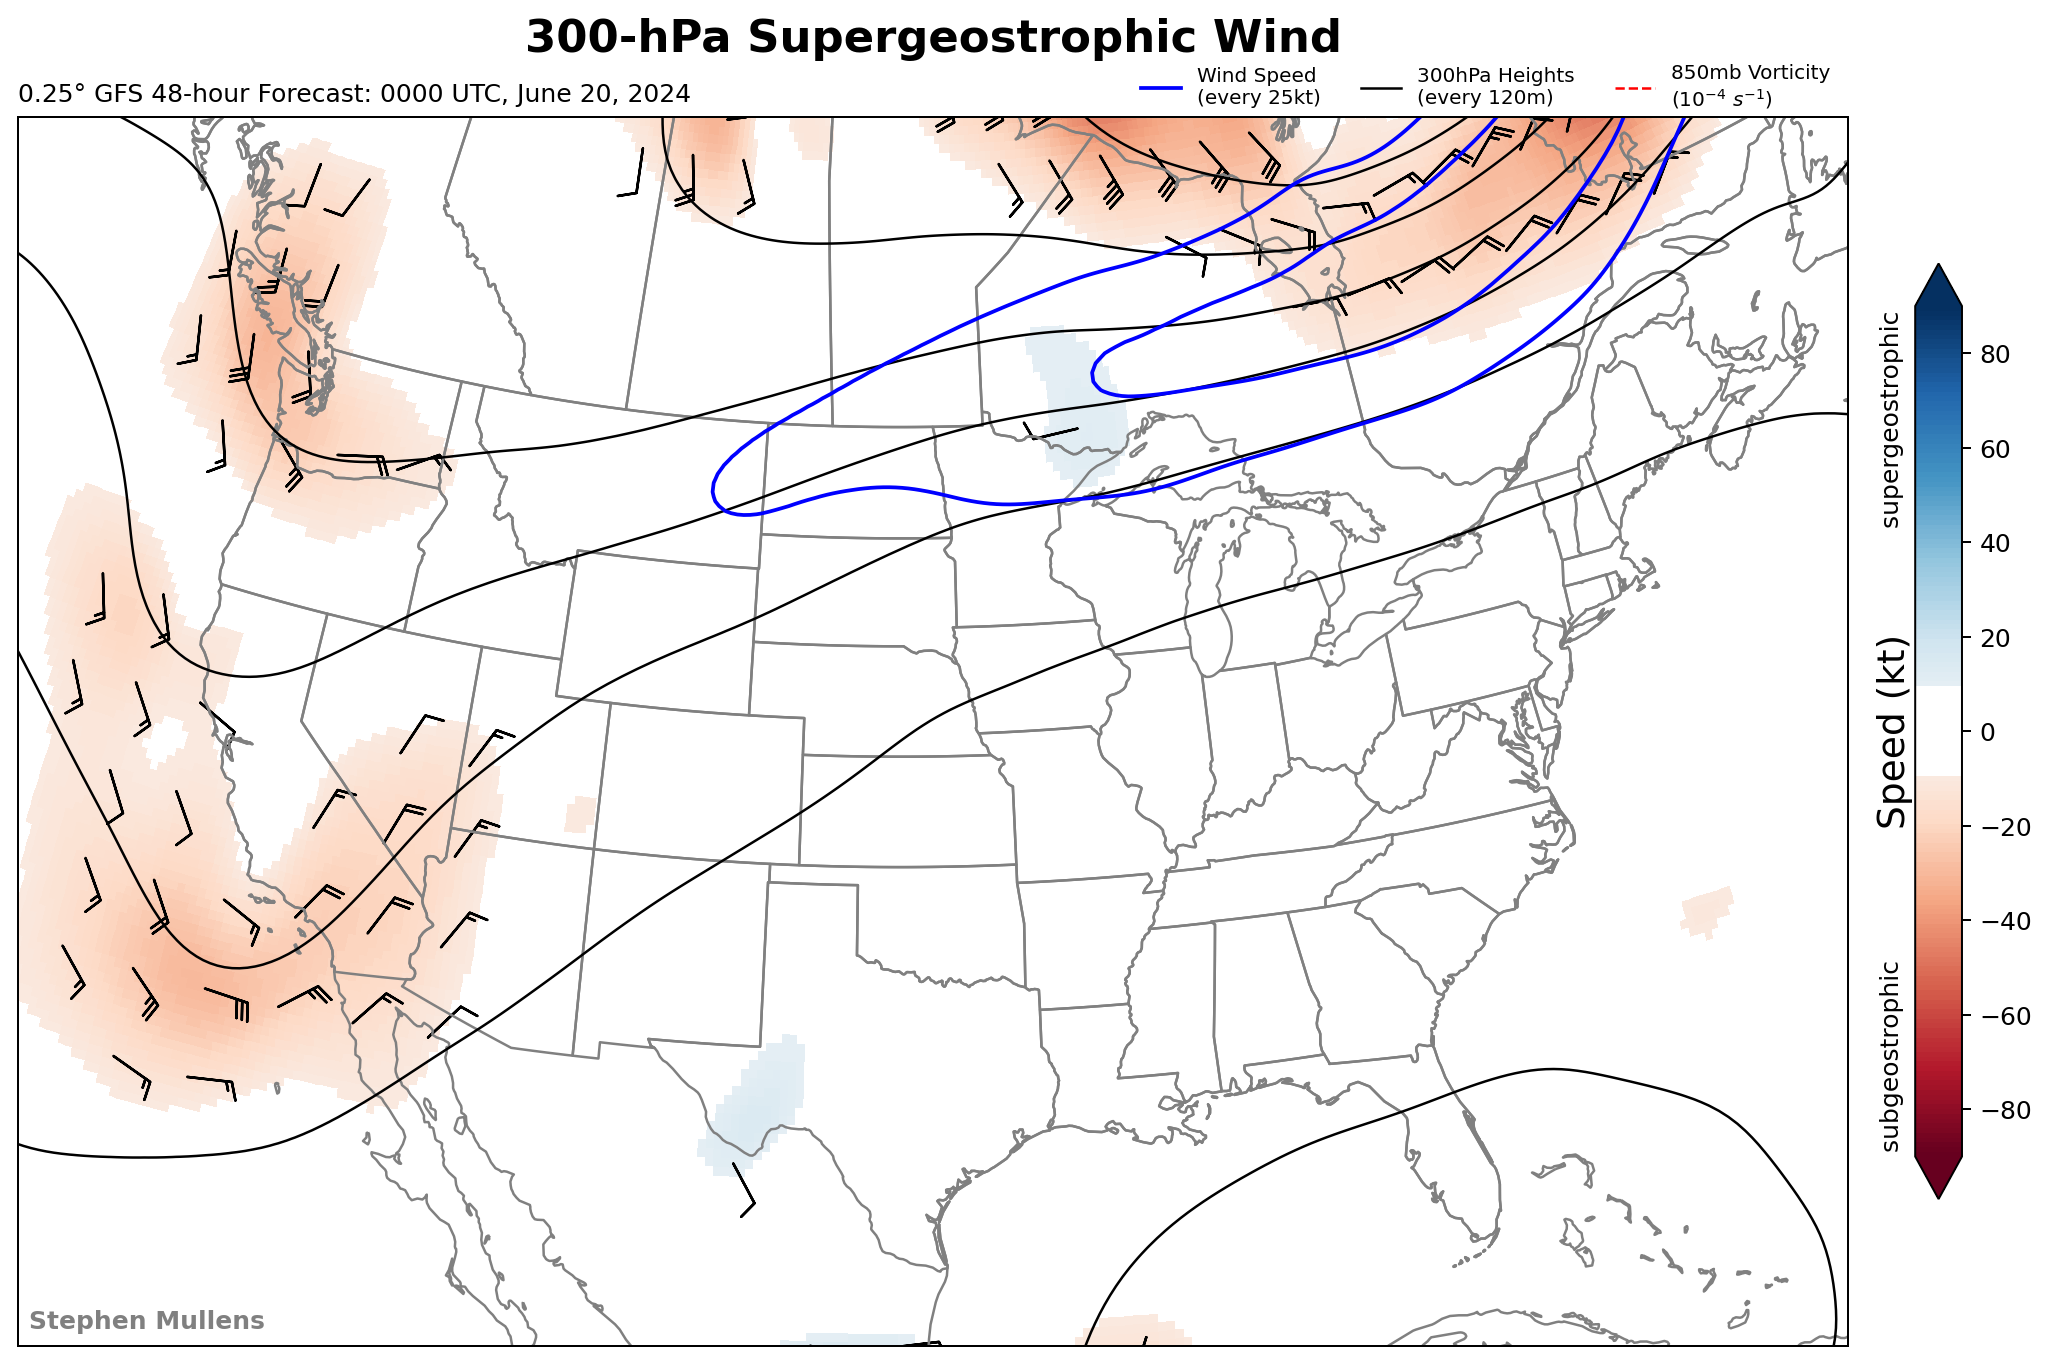 300-hPa Supergeostrophic Wind
0.25° GFS 48-hour Forecast: 0000 UTC, June 20, 2024
Wind Speed
(every 25kt)
300hPa Heights
(every 120m)
850mb Vorticity
(10⁻⁴ s⁻¹)
supergeostrophic
Speed (kt)
subgeostrophic
80
60
40
20
0
−20
−40
−60
−80
Stephen Mullens